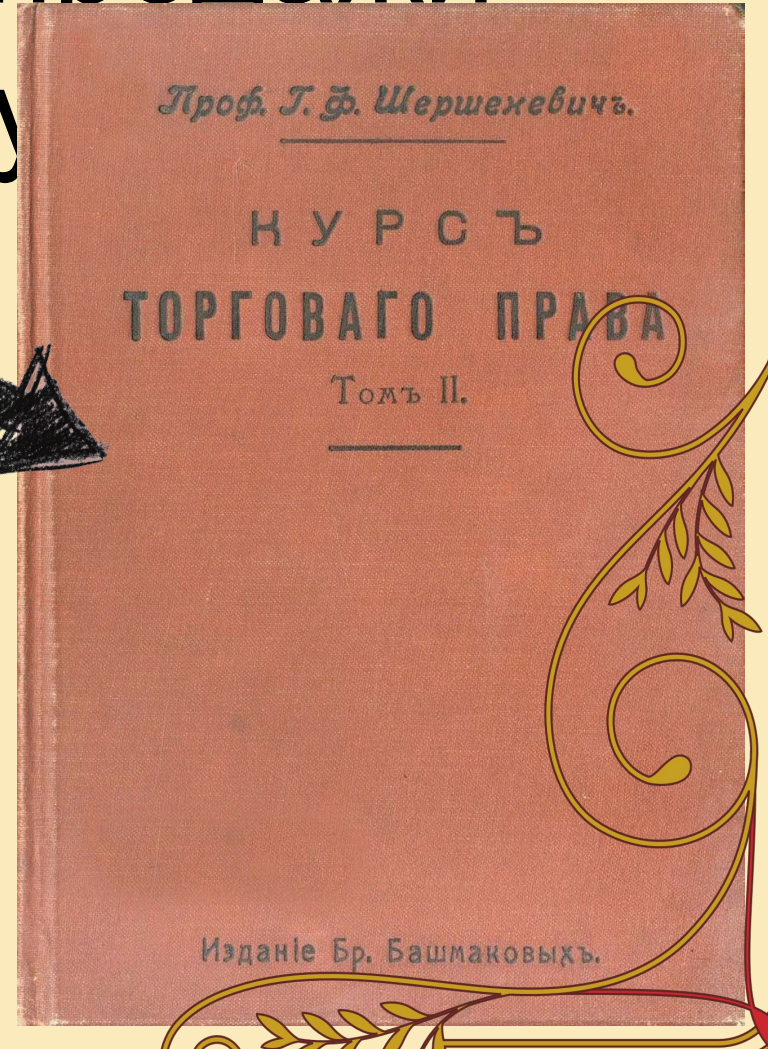 Проф. Г. Ф. Шершеневичъ.
КУРСЪ
ТОРГОВАГО ПРАВА
Томъ II.
Изданіе Бр. Башмаковыхъ.